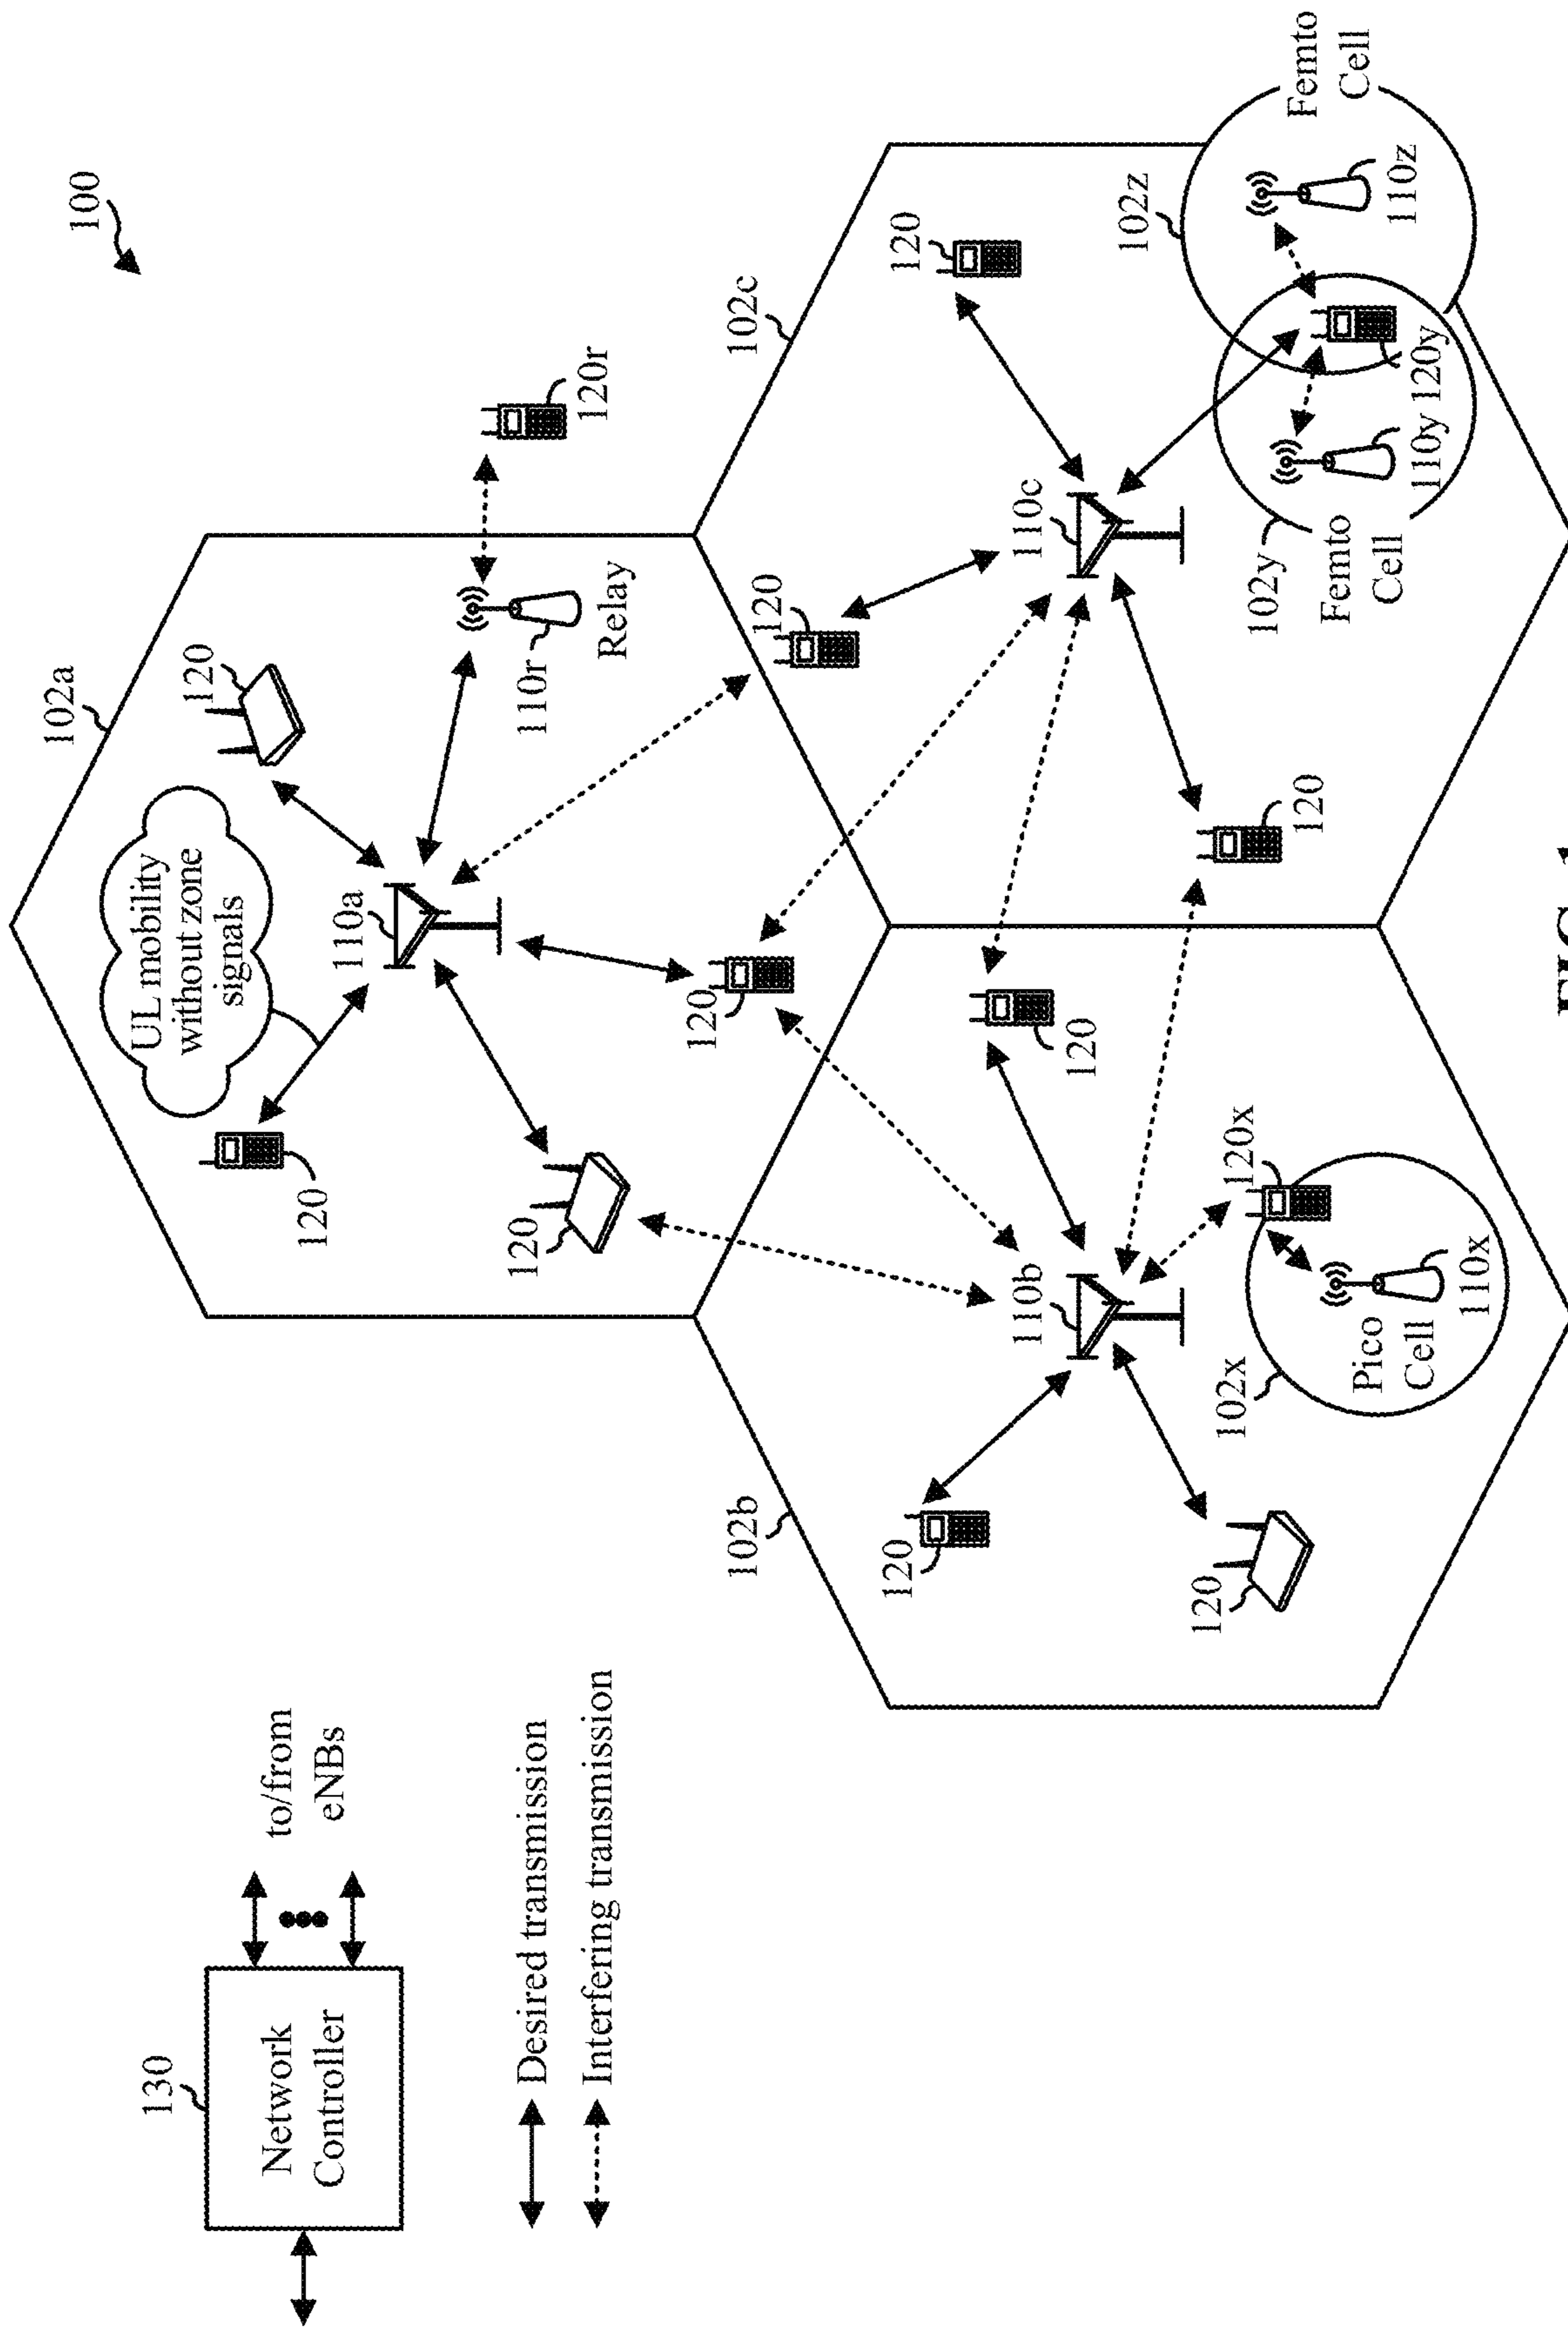 100
130
Network
Controller
to/from
eNBs
Desired transmission
Interfering transmission
102a
UL mobility
without zone
signals
120
120
110a
120
110r
Relay
120r
120
120
102b
120
110b
120
120
102x
Pico
Cell
110x
120x
102c
120
110c
120
102y
Femto
Cell
110y
120y
102z
110z
Femto
Cell